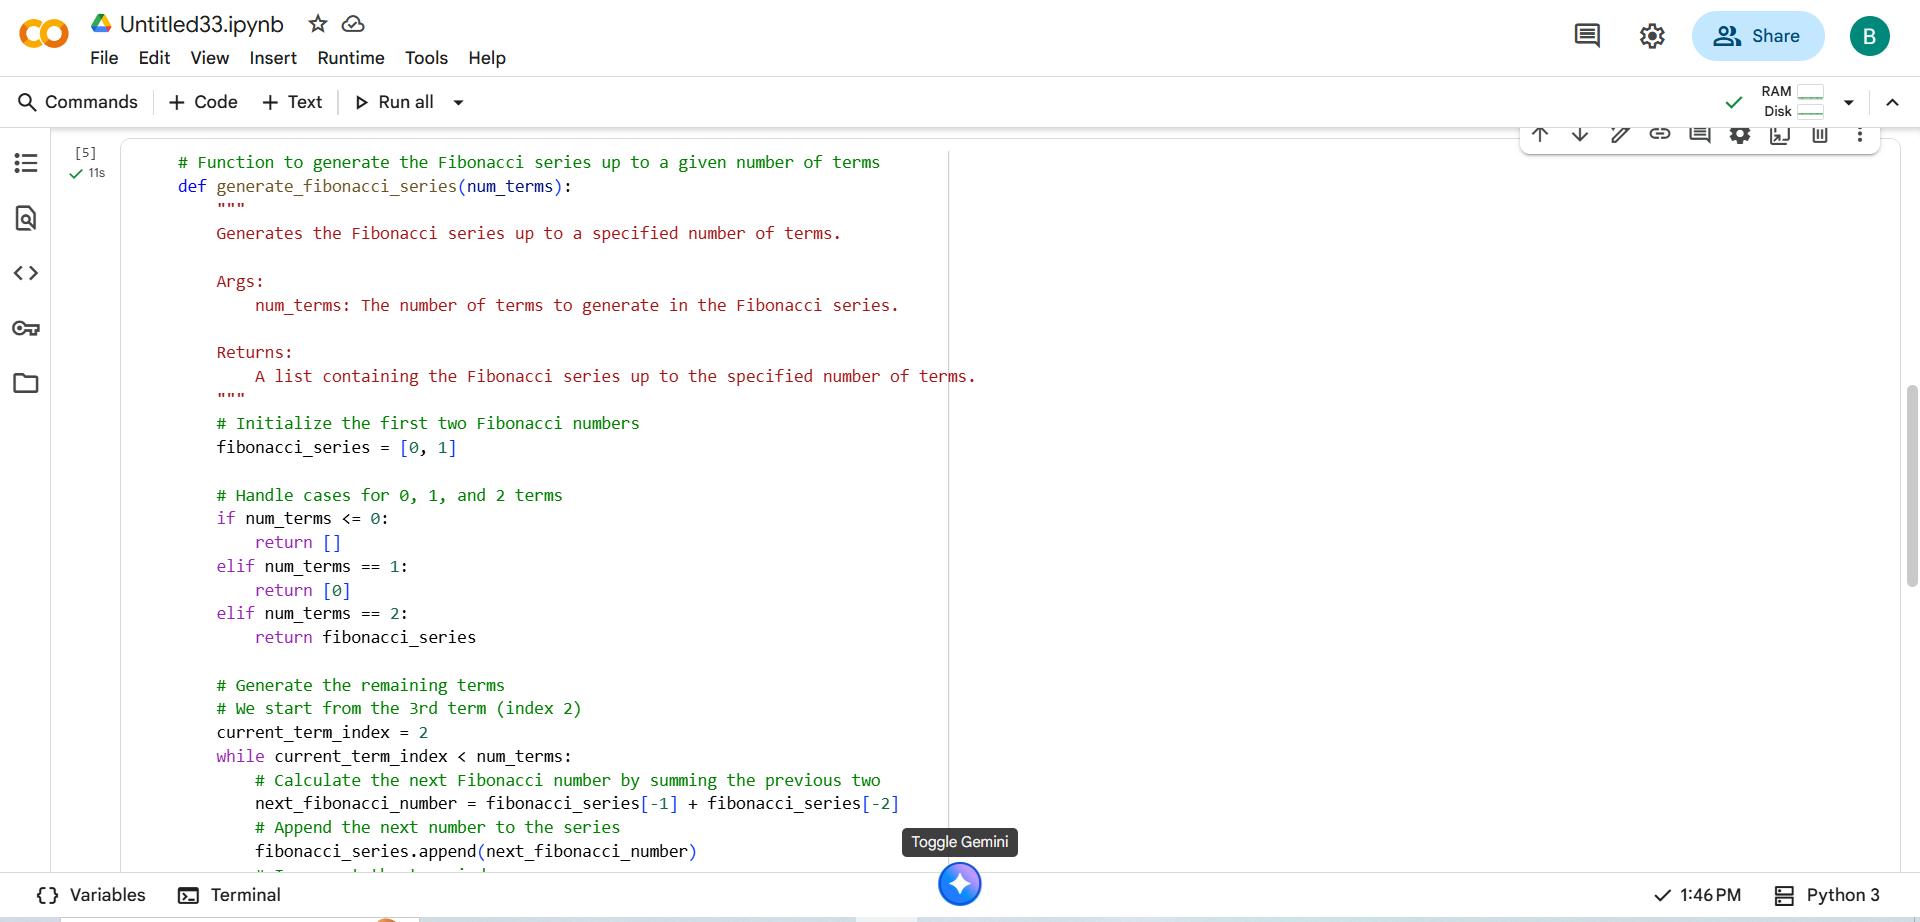 Untitled33.ipynb
File Edit View Insert Runtime Tools Help
Share
B
Commands + Code + Text Run all
RAM
Disk
[5]
11s
# Function to generate the Fibonacci series up to a given number of terms
def generate_fibonacci_series(num_terms):
"""
Generates the Fibonacci series up to a specified number of terms.
Args:
num_terms: The number of terms to generate in the Fibonacci series.
Returns:
A list containing the Fibonacci series up to the specified number of terms.
"""
# Initialize the first two Fibonacci numbers
fibonacci_series = [0, 1]
# Handle cases for 0, 1, and 2 terms
if num_terms <= 0:
return []
elif num_terms == 1:
return [0]
elif num_terms == 2:
return fibonacci_series
# Generate the remaining terms
# We start from the 3rd term (index 2)
current_term_index = 2
while current_term_index < num_terms:
# Calculate the next Fibonacci number by summing the previous two
next_fibonacci_number = fibonacci_series[-1] + fibonacci_series[-2]
# Append the next number to the series
fibonacci_series.append(next_fibonacci_number)
Toggle Gemini
{} Variables Terminal
1:46 PM Python 3